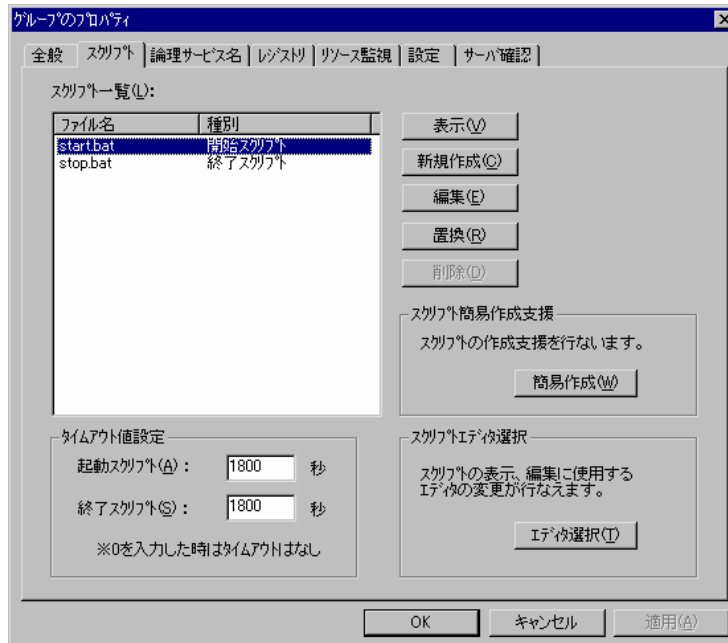 ｸﾞﾙｰﾌﾟのﾌﾟﾛﾊﾟﾃｨ
全般 ｽｸﾘﾌﾟﾄ 論理サービス名 ﾚｼﾞｽﾄﾘ ﾘｿｰｽ監視 設定 ｻｰﾊﾞ確認
ｽｸﾘﾌﾟﾄ一覧(L):
ファイル名 種別
start.bat 開始ｽｸﾘﾌﾟﾄ
stop.bat 終了ｽｸﾘﾌﾟﾄ
表示(V)
新規作成(C)
編集(E)
置換(R)
削除(D)
ｽｸﾘﾌﾟﾄ簡易作成支援
ｽｸﾘﾌﾟﾄの作成支援を行ないます。
簡易作成(W)
ﾀｲﾑｱｳﾄ値設定
起動ｽｸﾘﾌﾟﾄ(A)： 1800 秒
終了ｽｸﾘﾌﾟﾄ(S)： 1800 秒
※0を入力した時はﾀｲﾑｱｳﾄはなし
ｽｸﾘﾌﾟﾄｴﾃﾞｨﾀ選択
ｽｸﾘﾌﾟﾄの表示、編集に使用する
ｴﾃﾞｨﾀの変更が行なえます。
ｴﾃﾞｨﾀ選択(T)
OK キャンセル 適用(A)